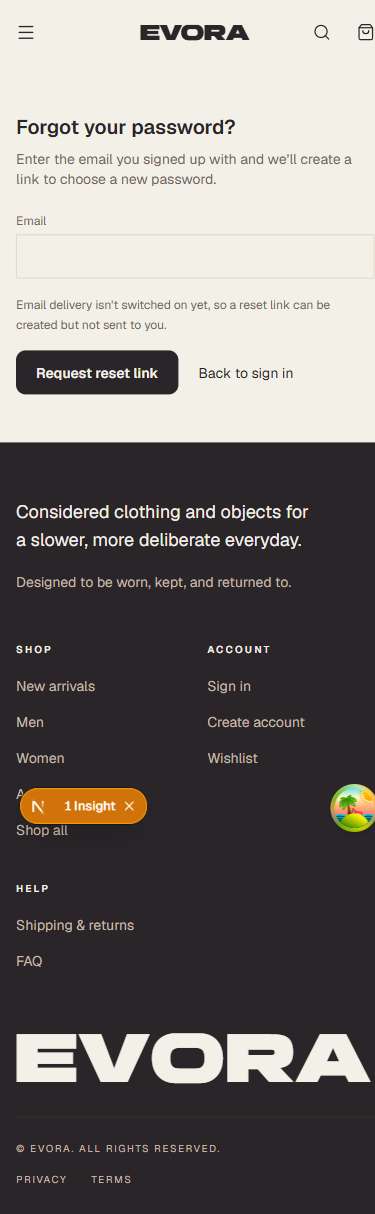 EVORA
Forgot your password?
Enter the email you signed up with and we'll create a
link to choose a new password.
Email
Email delivery isn't switched on yet, so a reset link can be
created but not sent to you.
Request reset link
Back to sign in
Considered clothing and objects for
a slower, more deliberate everyday.
Designed to be worn, kept, and returned to.
SHOP
New arrivals
Men
Women
N 1 Insight
Shop all
ACCOUNT
Sign in
Create account
Wishlist
HELP
Shipping & returns
FAQ
EVORA
© EVORA. ALL RIGHTS RESERVED.
PRIVACY TERMS